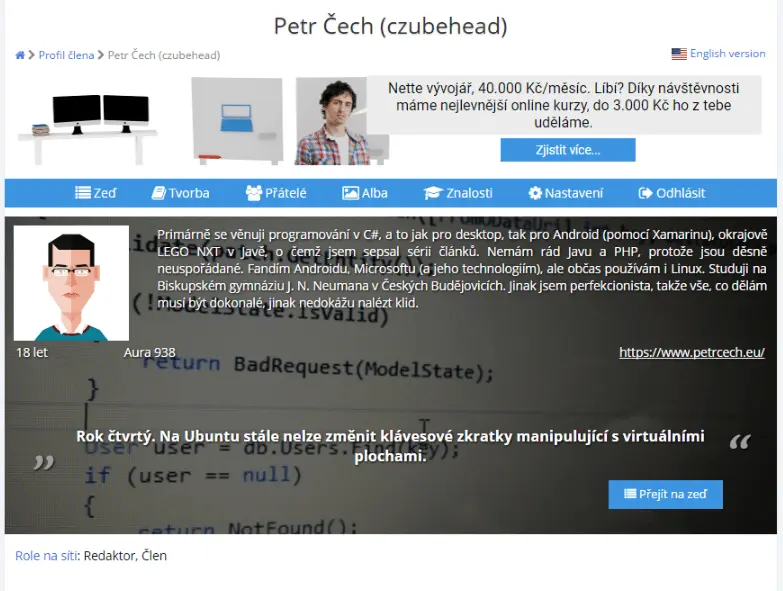 Petr Čech (czubehead)
Profil člena Petr Čech (czubehead)
English version
Nette vývojář, 40.000 Kč/měsíc. Líbí? Díky návštěvnosti
máme nejlevnější online kurzy, do 3.000 Kč ho z tebe
uděláme.
Zjistit více...
Zeď Tvorba Přátelé Alba Znalosti Nastavení Odhlásit
Primárně se věnuji programování v C#, a to jak pro desktop, tak pro Android (pomocí Xamarinu), okrajově
LEGO NXT v Javě, o čemž jsem sepsal sérii článků. Nemám rád Javu a PHP, protože jsou děsně
neuspořádané. Fandím Androidu, Microsoftu (a jeho technologiím), ale občas používám i Linux. Studuji na
Biskupském gymnáziu J. N. Neumana v Českých Budějovicích. Jinak jsem perfekcionista, takže vše, co dělám
musí být dokonalé, jinak nedokážu nalézt klid.
(!ModelState.IsValid)
18 let Aura 938 https://www.petrcech.eu/
return BadRequest(ModelState);
}
Rok čtvrtý. Na Ubuntu stále nelze změnit klávesové zkratky manipulující s virtuálními
plochami.
User user = db.Users.Find(key);
if (user == null)
{
Přejít na zeď
return NotFound();
Role na síti: Redaktor, Člen